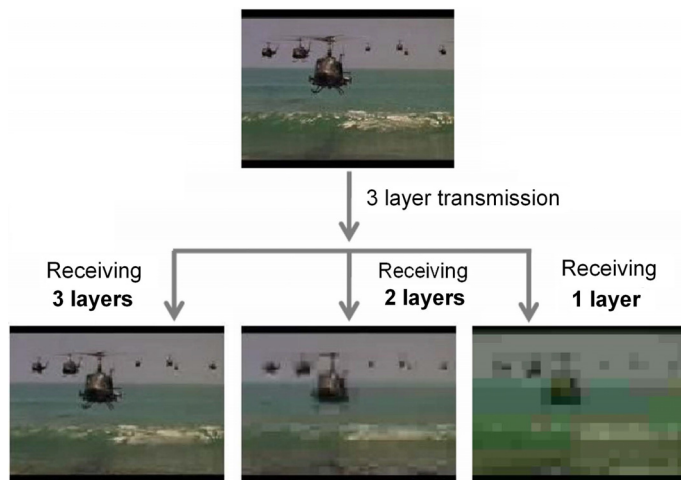 3 layer transmission
Receiving
3 layers
Receiving
2 layers
Receiving
1 layer